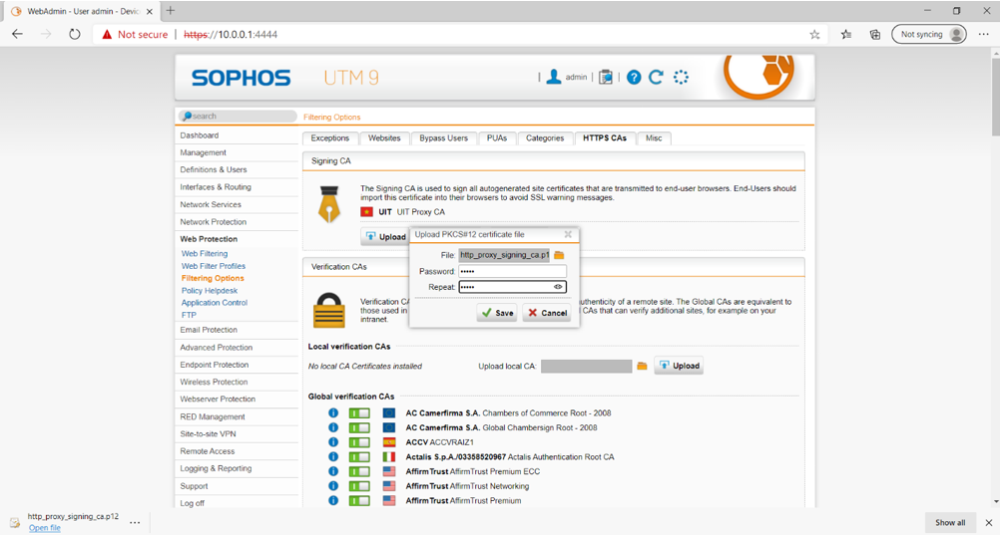 WebAdmin - User admin - Devic
Not secure
https://10.0.0.1:4444
Not syncing
SOPHOS
UTM 9
admin
search
Filtering Options
Dashboard
Management
Definitions & Users
Interfaces & Routing
Network Services
Network Protection
Web Protection
Web Filtering
Web Filter Profiles
Filtering Options
Policy Helpdesk
Application Control
FTP
Email Protection
Advanced Protection
Endpoint Protection
Wireless Protection
Webserver Protection
RED Management
Site-to-site VPN
Remote Access
Logging & Reporting
Support
Log off
Exceptions
Websites
Bypass Users
PUAs
Categories
HTTPS CAs
Misc
Signing CA
The Signing CA is used to sign all autogenerated site certificates that are transmitted to end-user browsers. End-Users should
import this certificate into their browsers to avoid SSL warning messages.
UIT UIT Proxy CA
Upload
Upload PKCS#12 certificate file
File: http_proxy_signing_ca.p1
Password: •••••
Repeat: •••••
Save
Cancel
Verification CAs
Verification CA
uthenticity of a remote site. The Global CAs are equivalent to
those used in
CAs that can verify additional sites, for example on your
intranet.
Local verification CAs
No local CA Certificates installed
Upload local CA:
Upload
Global verification CAs
AC Camerfirma S.A. Chambers of Commerce Root - 2008
AC Camerfirma S.A. Global Chambersign Root - 2008
ACCV ACCVRAIZ1
Actalis S.p.A./03358520967 Actalis Authentication Root CA
AffirmTrust AffirmTrust Premium ECC
AffirmTrust AffirmTrust Networking
AffirmTrust AffirmTrust Premium
http_proxy_signing_ca.p12
Open file
Show all